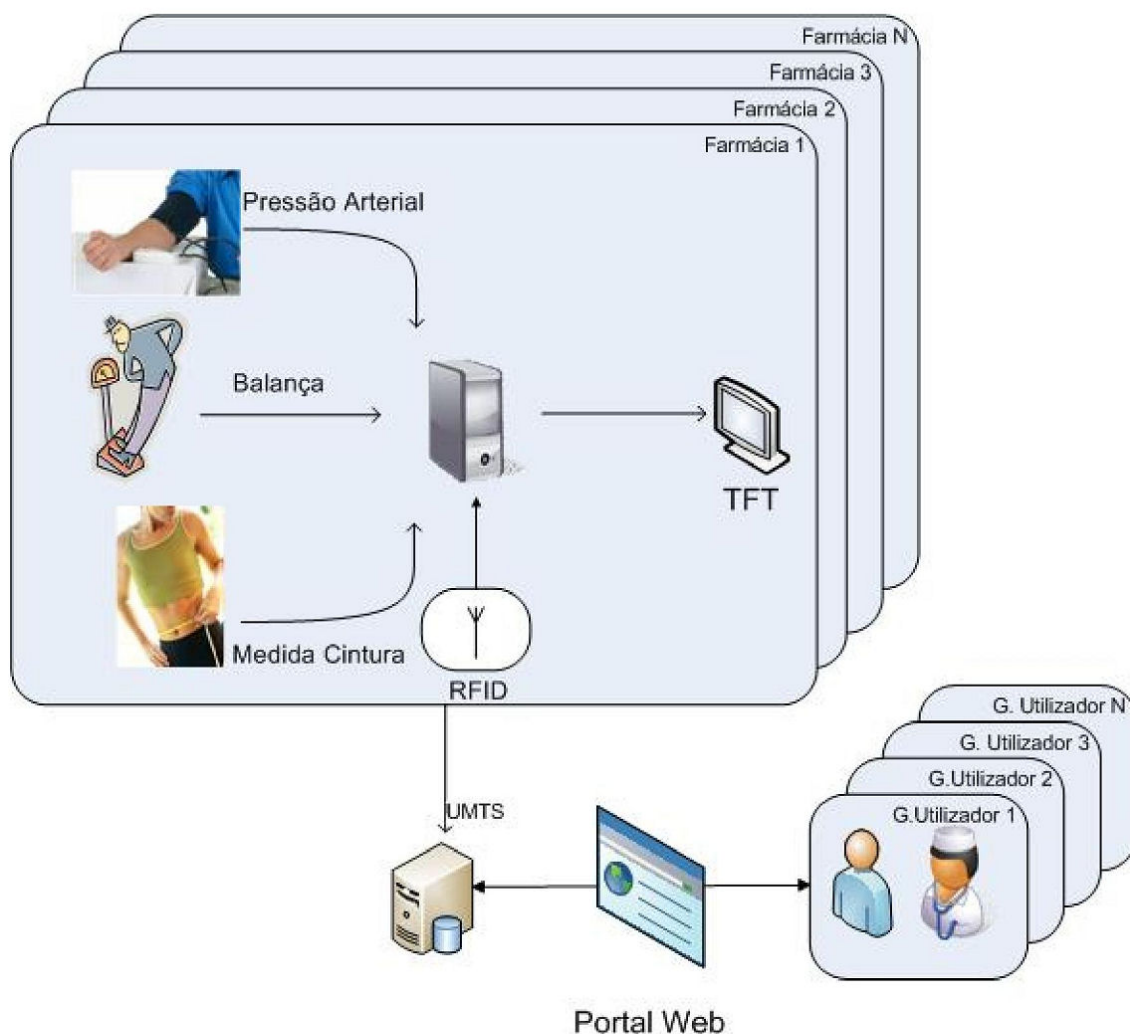 Farmácia N
Farmácia 3
Farmácia 2
Farmácia 1
Pressão Arterial
Balança
TFT
Medida Cintura
RFID
G. Utilizador N
G. Utilizador 3
G.Utilizador 2
G.Utilizador 1
UMTS
Portal Web